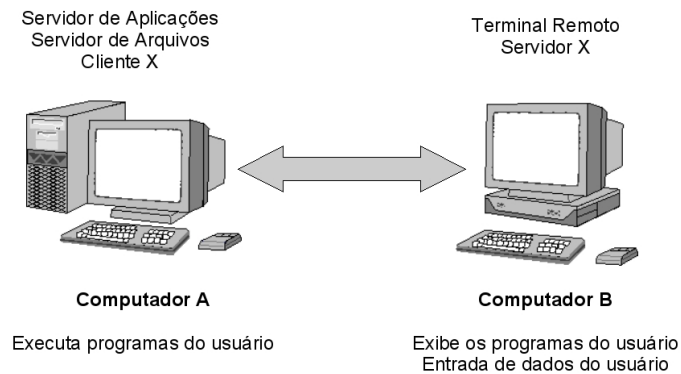 Servidor de Aplicações
Servidor de Arquivos
Cliente X
Terminal Remoto
Servidor X
Computador A
Computador B
Executa programas do usuário
Exibe os programas do usuário
Entrada de dados do usuário